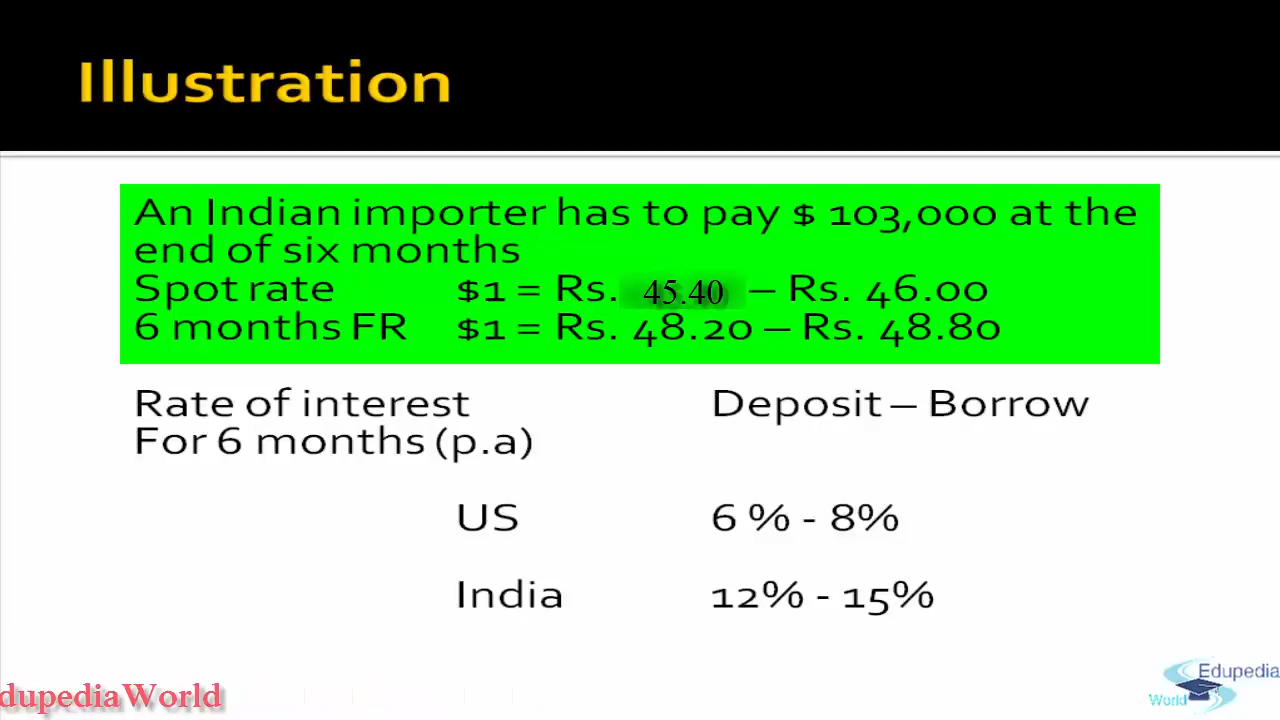 Illustration
An Indian importer has to pay $ 103,000 at the
end of six months
Spot rate $1 = Rs. 45.40 – Rs. 46.00
6 months FR $1 = Rs. 48.20 – Rs. 48.80
Rate of interest Deposit – Borrow
For 6 months (p.a)
US 6 % - 8%
India 12% - 15%
Edupedia
World
dupediaWorld